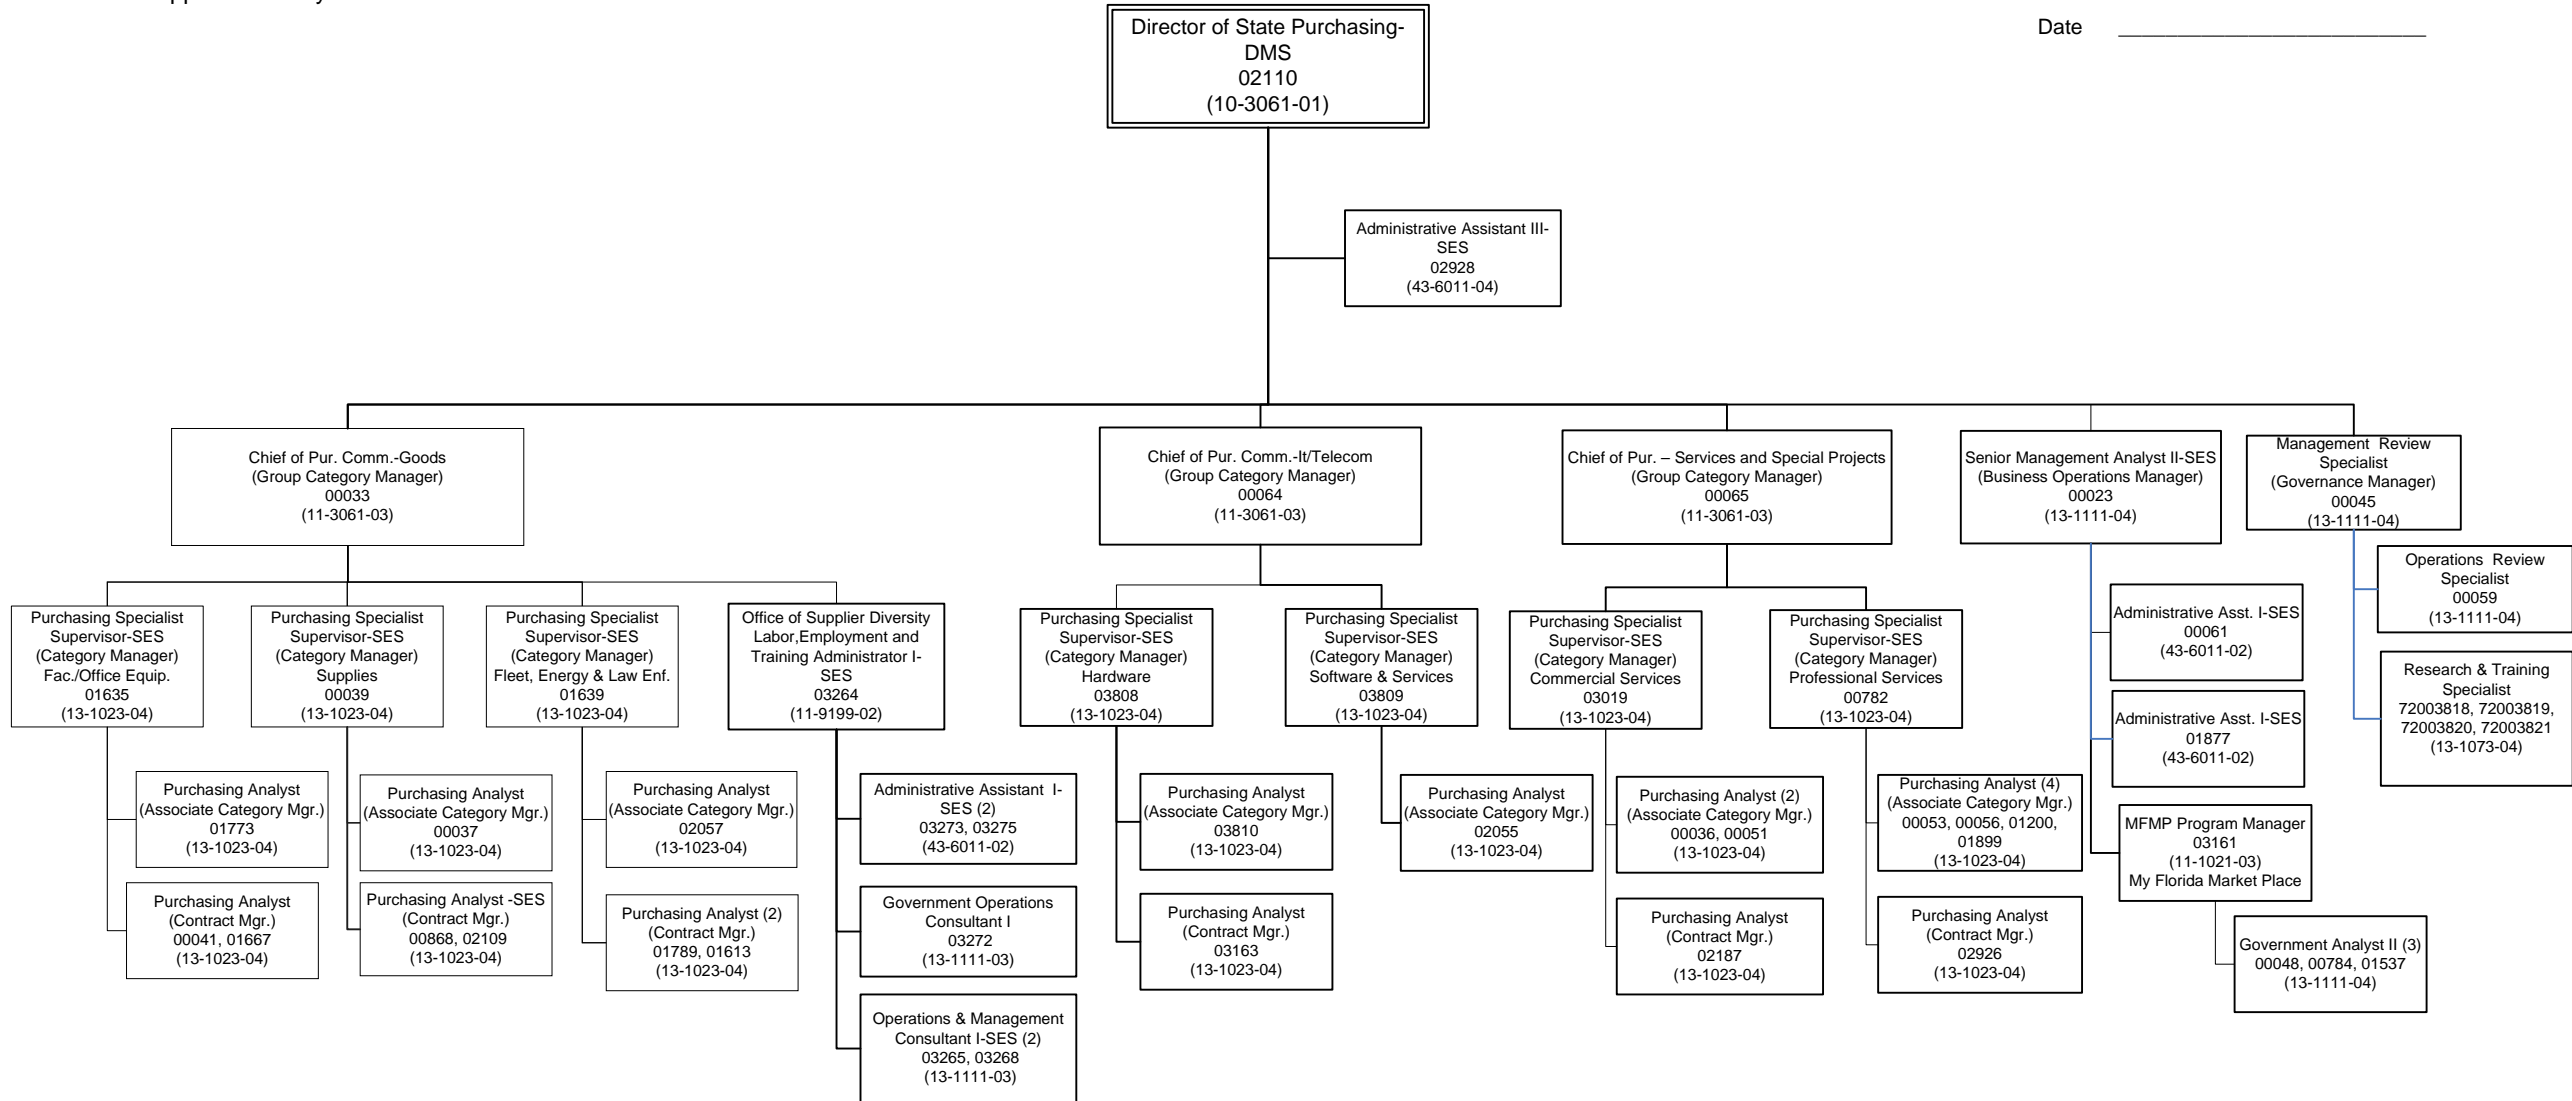 Director of State Purchasing-
DMS
02110
(10-3061-01)
Date
Administrative Assistant III-
SES
02928
(43-6011-04)
Chief of Pur. Comm.-Goods
(Group Category Manager)
00033
(11-3061-03)
Chief of Pur. Comm.-It/Telecom
(Group Category Manager)
00064
(11-3061-03)
Chief of Pur. – Services and Special Projects
(Group Category Manager)
00065
(11-3061-03)
Senior Management Analyst II-SES
(Business Operations Manager)
00023
(13-1111-04)
Management Review
Specialist
(Governance Manager)
00045
(13-1111-04)
Operations Review
Specialist
00059
(13-1111-04)
Research & Training
Specialist
72003818, 72003819,
72003820, 72003821
(13-1073-04)
Purchasing Specialist
Supervisor-SES
(Category Manager)
Fac./Office Equip.
01635
(13-1023-04)
Purchasing Specialist
Supervisor-SES
(Category Manager)
Supplies
00039
(13-1023-04)
Purchasing Specialist
Supervisor-SES
(Category Manager)
Fleet, Energy & Law Enf.
01639
(13-1023-04)
Office of Supplier Diversity
Labor,Employment and
Training Administrator I-
SES
03264
(11-9199-02)
Purchasing Specialist
Supervisor-SES
(Category Manager)
Hardware
03808
(13-1023-04)
Purchasing Specialist
Supervisor-SES
(Category Manager)
Software & Services
03809
(13-1023-04)
Purchasing Specialist
Supervisor-SES
(Category Manager)
Commercial Services
03019
(13-1023-04)
Purchasing Specialist
Supervisor-SES
(Category Manager)
Professional Services
00782
(13-1023-04)
Administrative Asst. I-SES
00061
(43-6011-02)
Administrative Asst. I-SES
01877
(43-6011-02)
MFMP Program Manager
03161
(11-1021-03)
My Florida Market Place
Government Analyst II (3)
00048, 00784, 01537
(13-1111-04)
Purchasing Analyst
(Associate Category Mgr.)
01773
(13-1023-04)
Purchasing Analyst
(Contract Mgr.)
00041, 01667
(13-1023-04)
Purchasing Analyst
(Associate Category Mgr.)
00037
(13-1023-04)
Purchasing Analyst -SES
(Contract Mgr.)
00868, 02109
(13-1023-04)
Purchasing Analyst
(Associate Category Mgr.)
02057
(13-1023-04)
Purchasing Analyst (2)
(Contract Mgr.)
01789, 01613
(13-1023-04)
Administrative Assistant I-
SES (2)
03273, 03275
(43-6011-02)
Government Operations
Consultant I
03272
(13-1111-03)
Operations & Management
Consultant I-SES (2)
03265, 03268
(13-1111-03)
Purchasing Analyst
(Associate Category Mgr.)
03810
(13-1023-04)
Purchasing Analyst
(Contract Mgr.)
03163
(13-1023-04)
Purchasing Analyst
(Associate Category Mgr.)
02055
(13-1023-04)
Purchasing Analyst (2)
(Associate Category Mgr.)
00036, 00051
(13-1023-04)
Purchasing Analyst
(Contract Mgr.)
02187
(13-1023-04)
Purchasing Analyst (4)
(Associate Category Mgr.)
00053, 00056, 01200,
01899
(13-1023-04)
Purchasing Analyst
(Contract Mgr.)
02926
(13-1023-04)